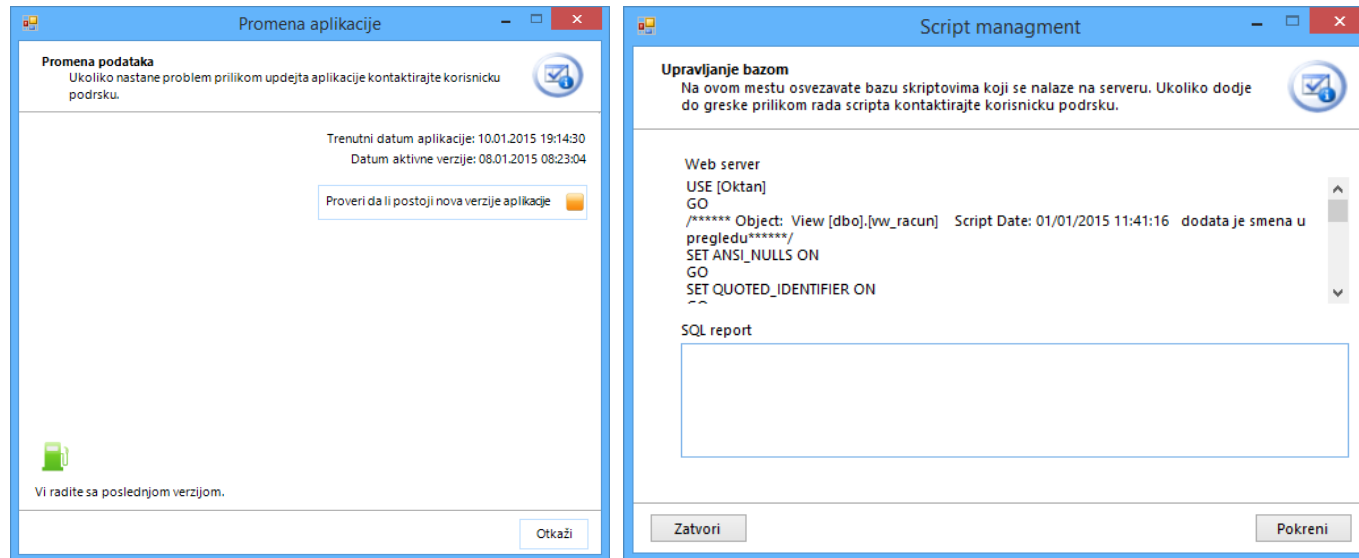 Promena aplikacije
Promena podataka
Ukoliko nastane problem prilikom updejta aplikacije kontaktirajte korisnicku
podrsku.
Trenutni datum aplikacije: 10.01.2015 19:14:30
Datum aktivne verzije: 08.01.2015 08:23:04
Proveri da li postoji nova verzije aplikacije
Vi radite sa poslednjom verzijom.
Otkaži
Script managment
Upravljanje bazom
Na ovom mestu osvezavate bazu skriptovima koji se nalaze na serveru. Ukoliko dodje
do greske prilikom rada scripta kontaktirajte korisnicku podrsku.
Web server
USE [Oktan]
GO
/****** Object:  View [dbo].[vw_racun]    Script Date: 01/01/2015 11:41:16   dodata je smena u
pregledu******/
SET ANSI_NULLS ON
GO
SET QUOTED_IDENTIFIER ON
SQL report
Zatvori
Pokreni